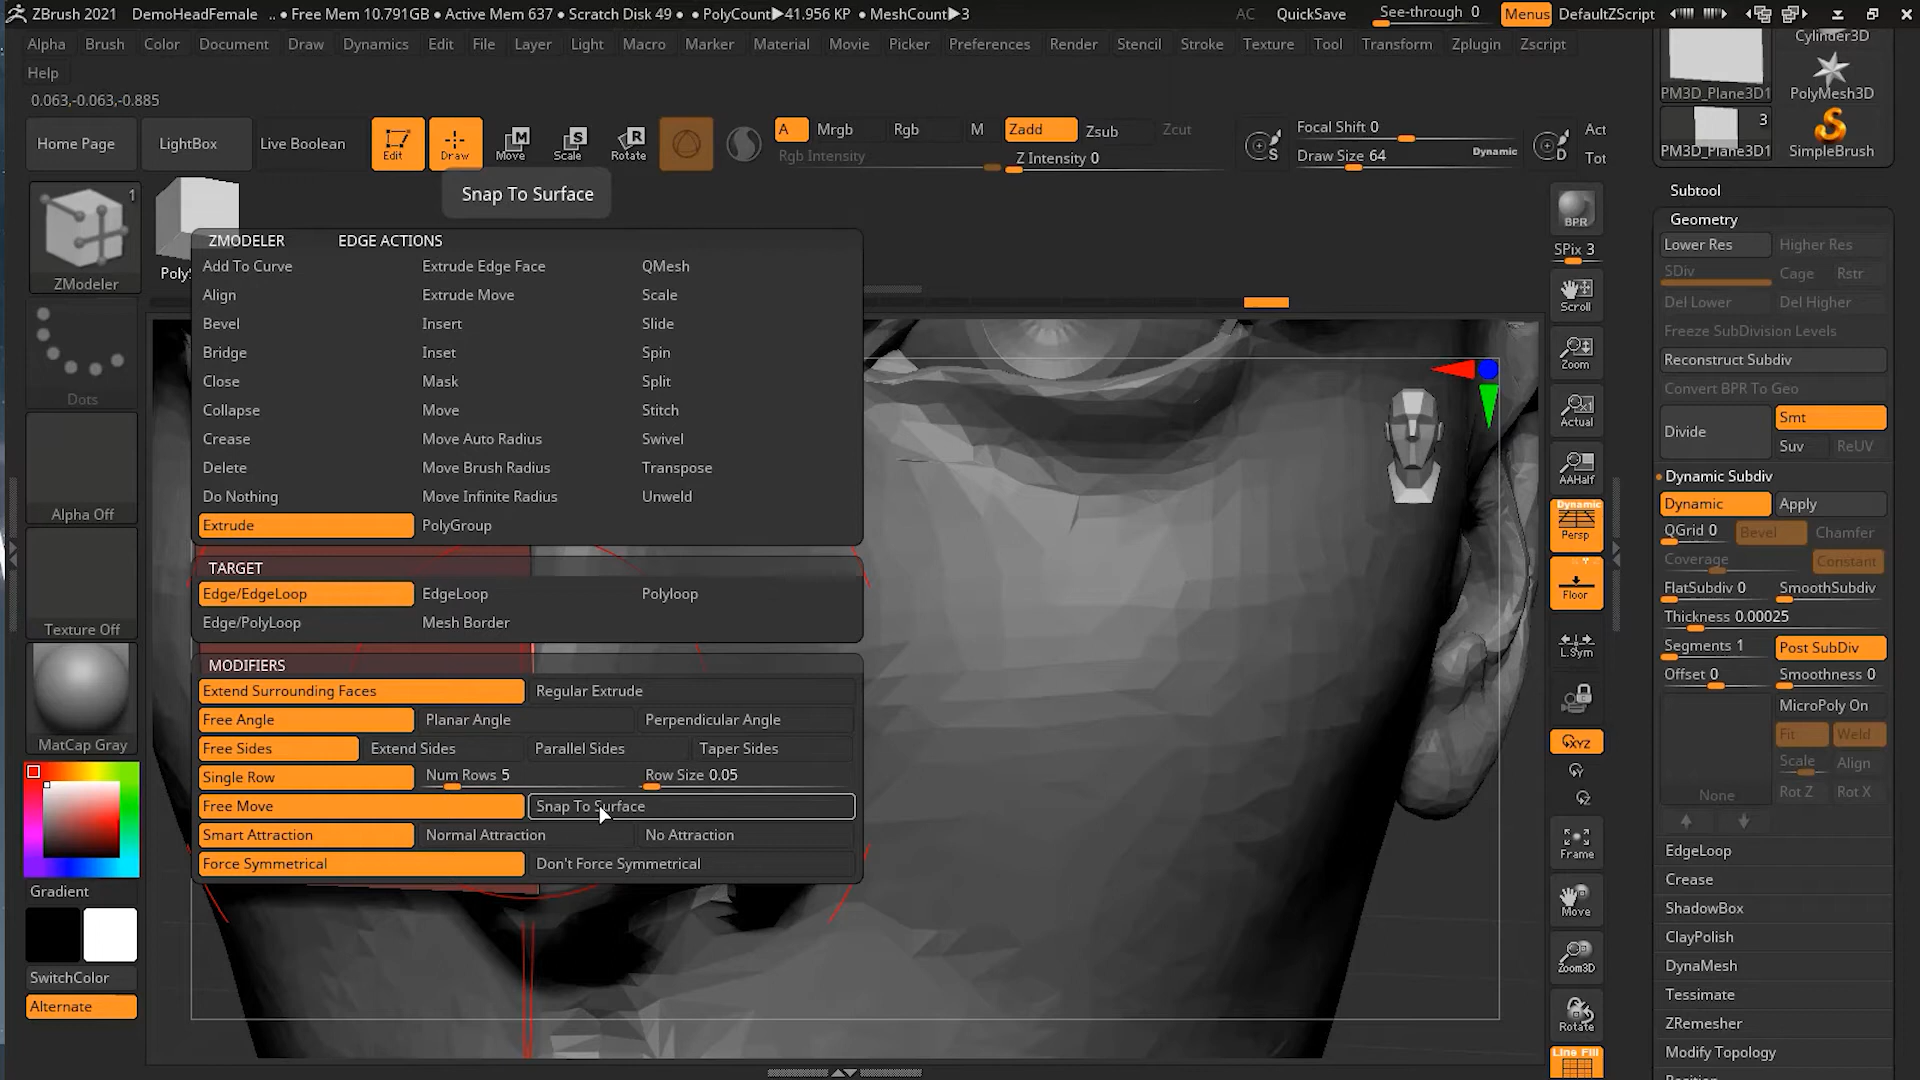 ZBrush 2021 DemoHeadFemale .. ● Free Mem 10.791GB ● Active Mem 637 ● Scratch Disk 49 ● ● PolyCount▶41.956 KP ● MeshCount▶3 AC QuickSave See-through 0 Menus DefaultZScript
Alpha Brush Color Document Draw Dynamics Edit File Layer Light Macro Marker Material Movie Picker Preferences Render Stencil Stroke Texture Tool Transform Zplugin Zscript
Help
0.063,-0.063,-0.885
Home Page LightBox Live Boolean Edit Draw Move Scale Rotate
A Mrgb Rgb M Zadd Zsub Zcut
Rgb Intensity Z Intensity 0
Focal Shift 0
Draw Size 64 Dynamic
S D
Act
Tot
Snap To Surface
1
ZModeler
PolyS
Dots
Alpha Off
Texture Off
MatCap Gray
Gradient
SwitchColor
Alternate
ZMODELER EDGE ACTIONS
Add To Curve Extrude Edge Face QMesh
Align Extrude Move Scale
Bevel Insert Slide
Bridge Inset Spin
Close Mask Split
Collapse Move Stitch
Crease Move Auto Radius Swivel
Delete Move Brush Radius Transpose
Do Nothing Move Infinite Radius Unweld
Extrude PolyGroup
TARGET
Edge/EdgeLoop EdgeLoop Polyloop
Edge/PolyLoop Mesh Border
MODIFIERS
Extend Surrounding Faces Regular Extrude
Free Angle Planar Angle Perpendicular Angle
Free Sides Extend Sides Parallel Sides Taper Sides
Single Row Num Rows 5 Row Size 0.05
Free Move Snap To Surface
Smart Attraction Normal Attraction No Attraction
Force Symmetrical Don't Force Symmetrical
BPR
SPix 3
Scroll
Zoom
Actual
AAHalf
Dynamic
Persp
Floor
L.Sym
XYZ
Frame
Move
Zoom3D
Rotate
Line Fill
Cylinder3D
PM3D_Plane3D1 PolyMesh3D
3
PM3D_Plane3D1 SimpleBrush
Subtool
Geometry
Lower Res Higher Res
SDiv Cage Rstr
Del Lower Del Higher
Freeze SubDivision Levels
Reconstruct Subdiv
Convert BPR To Geo
Divide Smt
Suv ReUV
Dynamic Subdiv
Dynamic Apply
QGrid 0 Bevel Chamfer
Coverage Constant
FlatSubdiv 0 SmoothSubdiv
Thickness 0.00025
Segments 1 Post SubDiv
Offset 0 Smoothness 0
MicroPoly On
Fit Weld
Scale Align
None Rot Z Rot X
EdgeLoop
Crease
ShadowBox
ClayPolish
DynaMesh
Tessimate
ZRemesher
Modify Topology